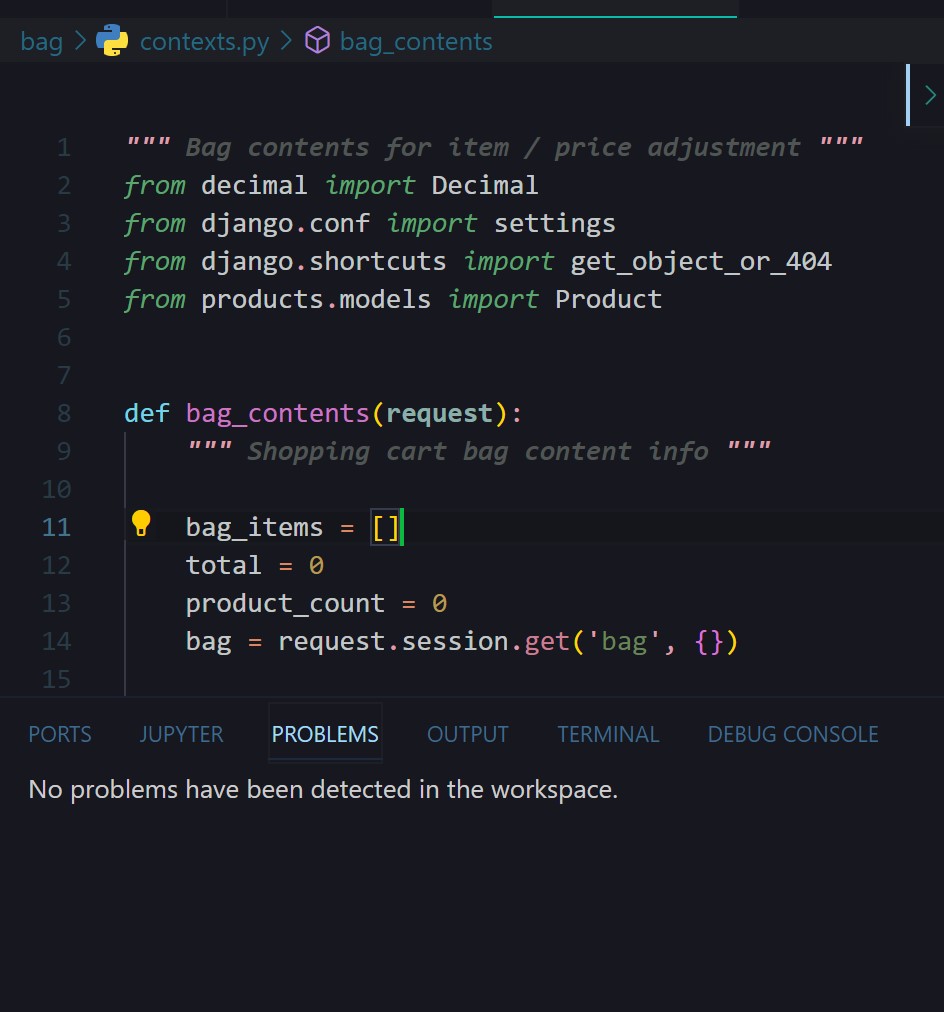 bag > contexts.py > bag_contents
1 """ Bag contents for item / price adjustment """
2 from decimal import Decimal
3 from django.conf import settings
4 from django.shortcuts import get_object_or_404
5 from products.models import Product
6
7
8 def bag_contents(request):
9     """ Shopping cart bag content info """
10
11     bag_items = []
12     total = 0
13     product_count = 0
14     bag = request.session.get('bag', {})
15
PORTS JUPYTER PROBLEMS OUTPUT TERMINAL DEBUG CONSOLE
No problems have been detected in the workspace.